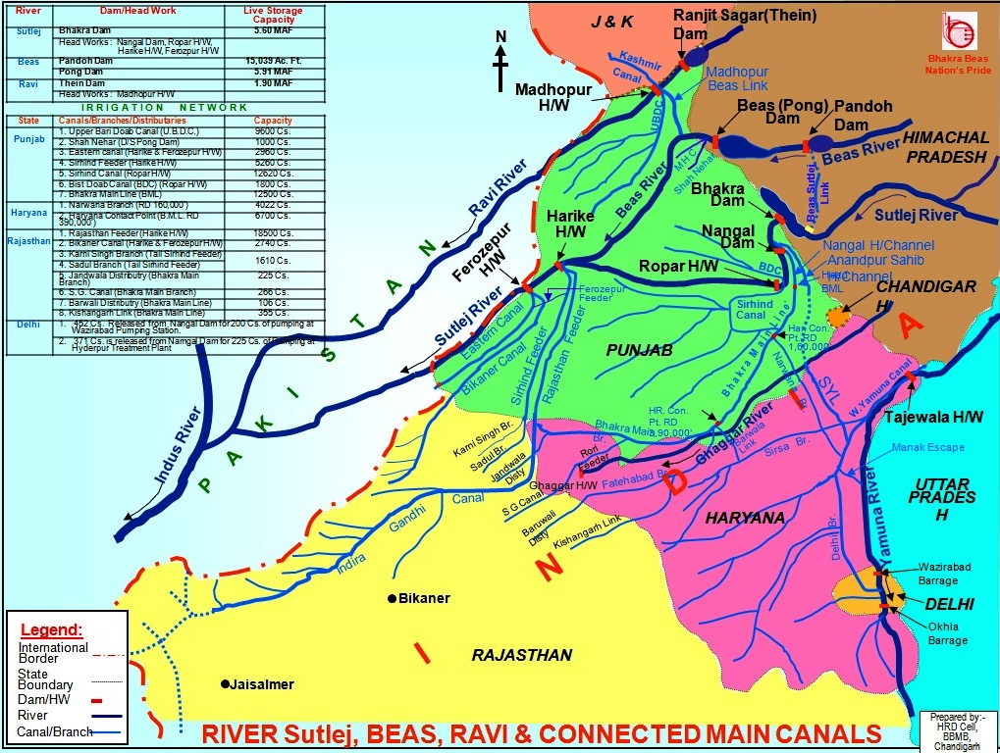 River Dam/Head Work Live Storage Capacity
Sutlej Bhakra Dam 5.60 MAF
Head Works : Nangal Dam, Ropar H/W,
Harike H/W, Ferozpur H/W
Beas Pandoh Dam 15,039 Ac. Ft.
Pong Dam 5.91 MAF
Ravi Thein Dam 1.90 MAF
Head Works : Madhopur H/W
IRRIGATION NETWORK
State Canals/Branches/Distributaries Capacity
Punjab
1. Upper Bari Doab Canal (U.B.D.C.) 9600 Cs.
2. Shah Nehar (D/S Pong Dam) 1000 Cs.
3. Eastern canal (Harike & Ferozepur H/W) 2960 Cs.
4. Sirhind Feeder (Harike H/W) 5260 Cs.
5. Sirhind Canal (Ropar H/W) 12620 Cs.
6. Bist Doab Canal (BDC) (Ropar H/W) 1800 Cs.
7. Bhakra Main Line (BML) 12500 Cs.
Haryana
1. Narwana Branch (RD 160,000') 4022 Cs.
2. Haryana Contact Point (B.M.L. RD 390,000') 6700 Cs.
Rajasthan
1. Rajasthan Feeder (Harike H/W) 18500 Cs.
2. Bikaner Canal (Harike & Ferozepur H/W) 2740 Cs.
3. Karni Singh Branch (Tail Sirhind Feeder)
4. Sadul Branch (Tail Sirhind Feeder) 1610 Cs.
5. Jandwala Distributry (Bhakra Main Branch) 225 Cs.
6. S.G. Canal (Bhakra Main Branch) 266 Cs.
7. Barwali Distributry (Bhakra Main Line) 106 Cs.
8. Kishangarh Link (Bhakra Main Line) 355 Cs.
Delhi
1. 452 Cs. Released from Nangal Dam for 200 Cs. of pumping at
Wazirabad Pumping Station.
2. 371 Cs. is released from Nangal Dam for 225 Cs. of pumping at
Hyderpur Treatment Plant
N
J & K
Ranjit Sagar(Thein)
Dam
Bhakra Beas
Nation's Pride
Kashmir
Canal
Madhopur
H/W
Madhopur
Beas Link
UBDC
Beas (Pong)
Dam
Pandoh
Dam
Beas River
HIMACHAL
PRADESH
M H C
Shah Nehar
Beas River
Ravi River
Bhakra
Dam
Beas Sutlej
Link
Sutlej River
Harike
H/W
Ferozepur
H/W
Nangal
Dam
Nangal H/Channel
Anandpur Sahib
H/Channel
Ropar H/W
BDC
BML
CHANDIGAR
H
Ferozepur
Feeder
Sirhind
Canal
Sutlej River
Eastern Canal
Bikaner Canal
Sirhind Feeder
Rajasthan Feeder
PUNJAB
Bhakra Main Line
Har. Con.
Pt. RD
1,60,000'
Narwana Br.
SYL
W.Yamuna Canal
Tajewala H/W
PAKISTAN
INDIA
Indus River
HR. Con.
Pt. RD
3,90,000'
Bhakra Main
Br.
Ghaggar River
Barwala
Link
Sirsa Br.
Manak Escape
Karni Singh Br.
Sadul Br.
Jandwala
Disty
Rori
Feeder
Ghaggar H/W
Fatehabad Br.
UTTAR
PRADES
H
Yamuna River
Indira Gandhi Canal
S G Canal
Baruwali
Disty
Kishangarh Link
HARYANA
Delhi Br.
Wazirabad
Barrage
DELHI
Okhla
Barrage
Bikaner
RAJASTHAN
Jaisalmer
Legend:
International
Border
State
Boundary
Dam/HW
River
Canal/Branch
RIVER Sutlej, BEAS, RAVI & CONNECTED MAIN CANALS
Prepared by:-
HRD Cell,
BBMB,
Chandigarh